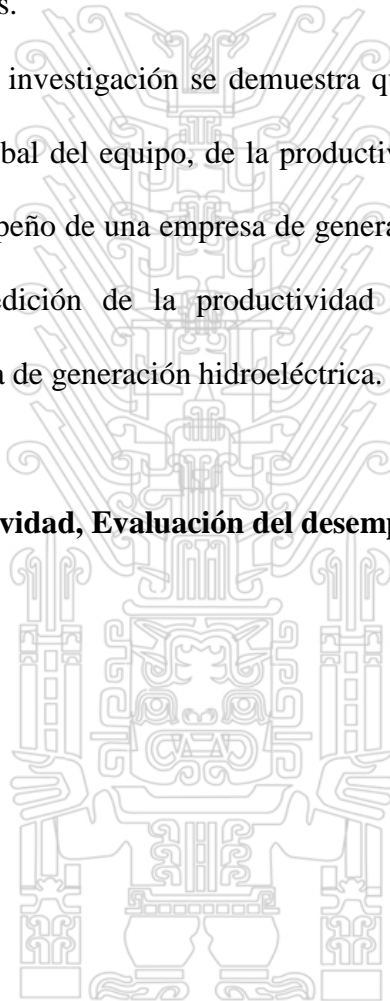 s.
investigación se demuestra qu
bal del equipo, de la productiv
peño de una empresa de genera
edición de la productividad
a de generación hidroeléctrica.
vidad, Evaluación del desemp